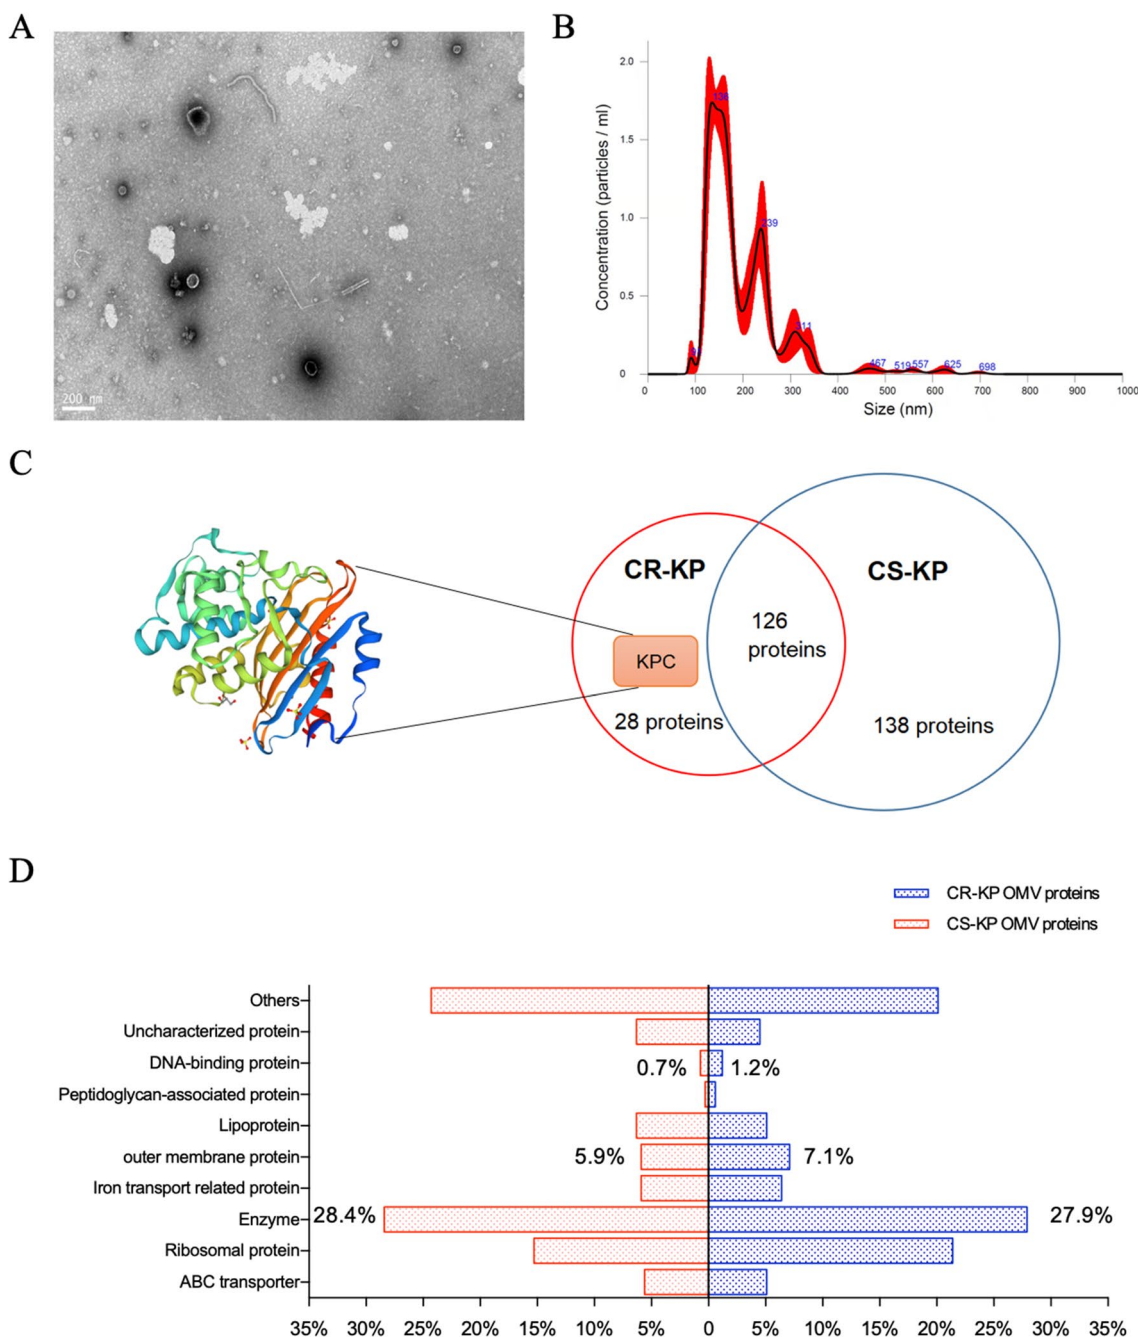 A
200 nm
B
Concentration (particles / ml)
2.0
1.5
1.0
0.5
0
136
239
311
467
519
557
625
698
0 100 200 300 400 500 600 700 800 900 1000
Size (nm)
C
CR-KP
CS-KP
KPC
126
proteins
28 proteins
138 proteins
D
CR-KP OMV proteins
CS-KP OMV proteins
Others
Uncharacterized protein
DNA-binding protein 0.7% 1.2%
Peptidoglycan-associated protein
Lipoprotein
outer membrane protein 5.9% 7.1%
Iron transport related protein
Enzyme 28.4% 27.9%
Ribosomal protein
ABC transporter
35% 30% 25% 20% 15% 10% 5% 0 5% 10% 15% 20% 25% 30% 35%